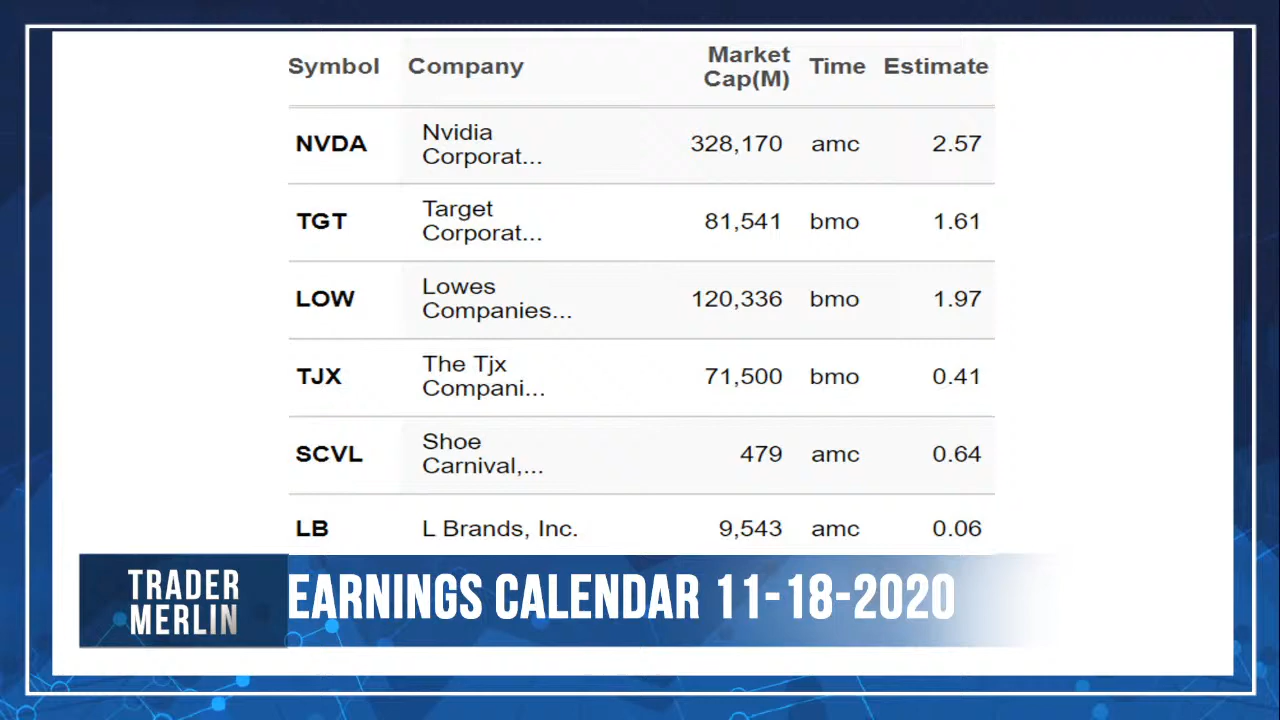 Symbol Company Market Cap(M) Time Estimate
NVDA Nvidia Corporat... 328,170 amc 2.57
TGT Target Corporat... 81,541 bmo 1.61
LOW Lowes Companies... 120,336 bmo 1.97
TJX The Tjx Compani... 71,500 bmo 0.41
SCVL Shoe Carnival,... 479 amc 0.64
LB L Brands, Inc. 9,543 amc 0.06
TRADER
MERLIN
EARNINGS CALENDAR 11-18-2020